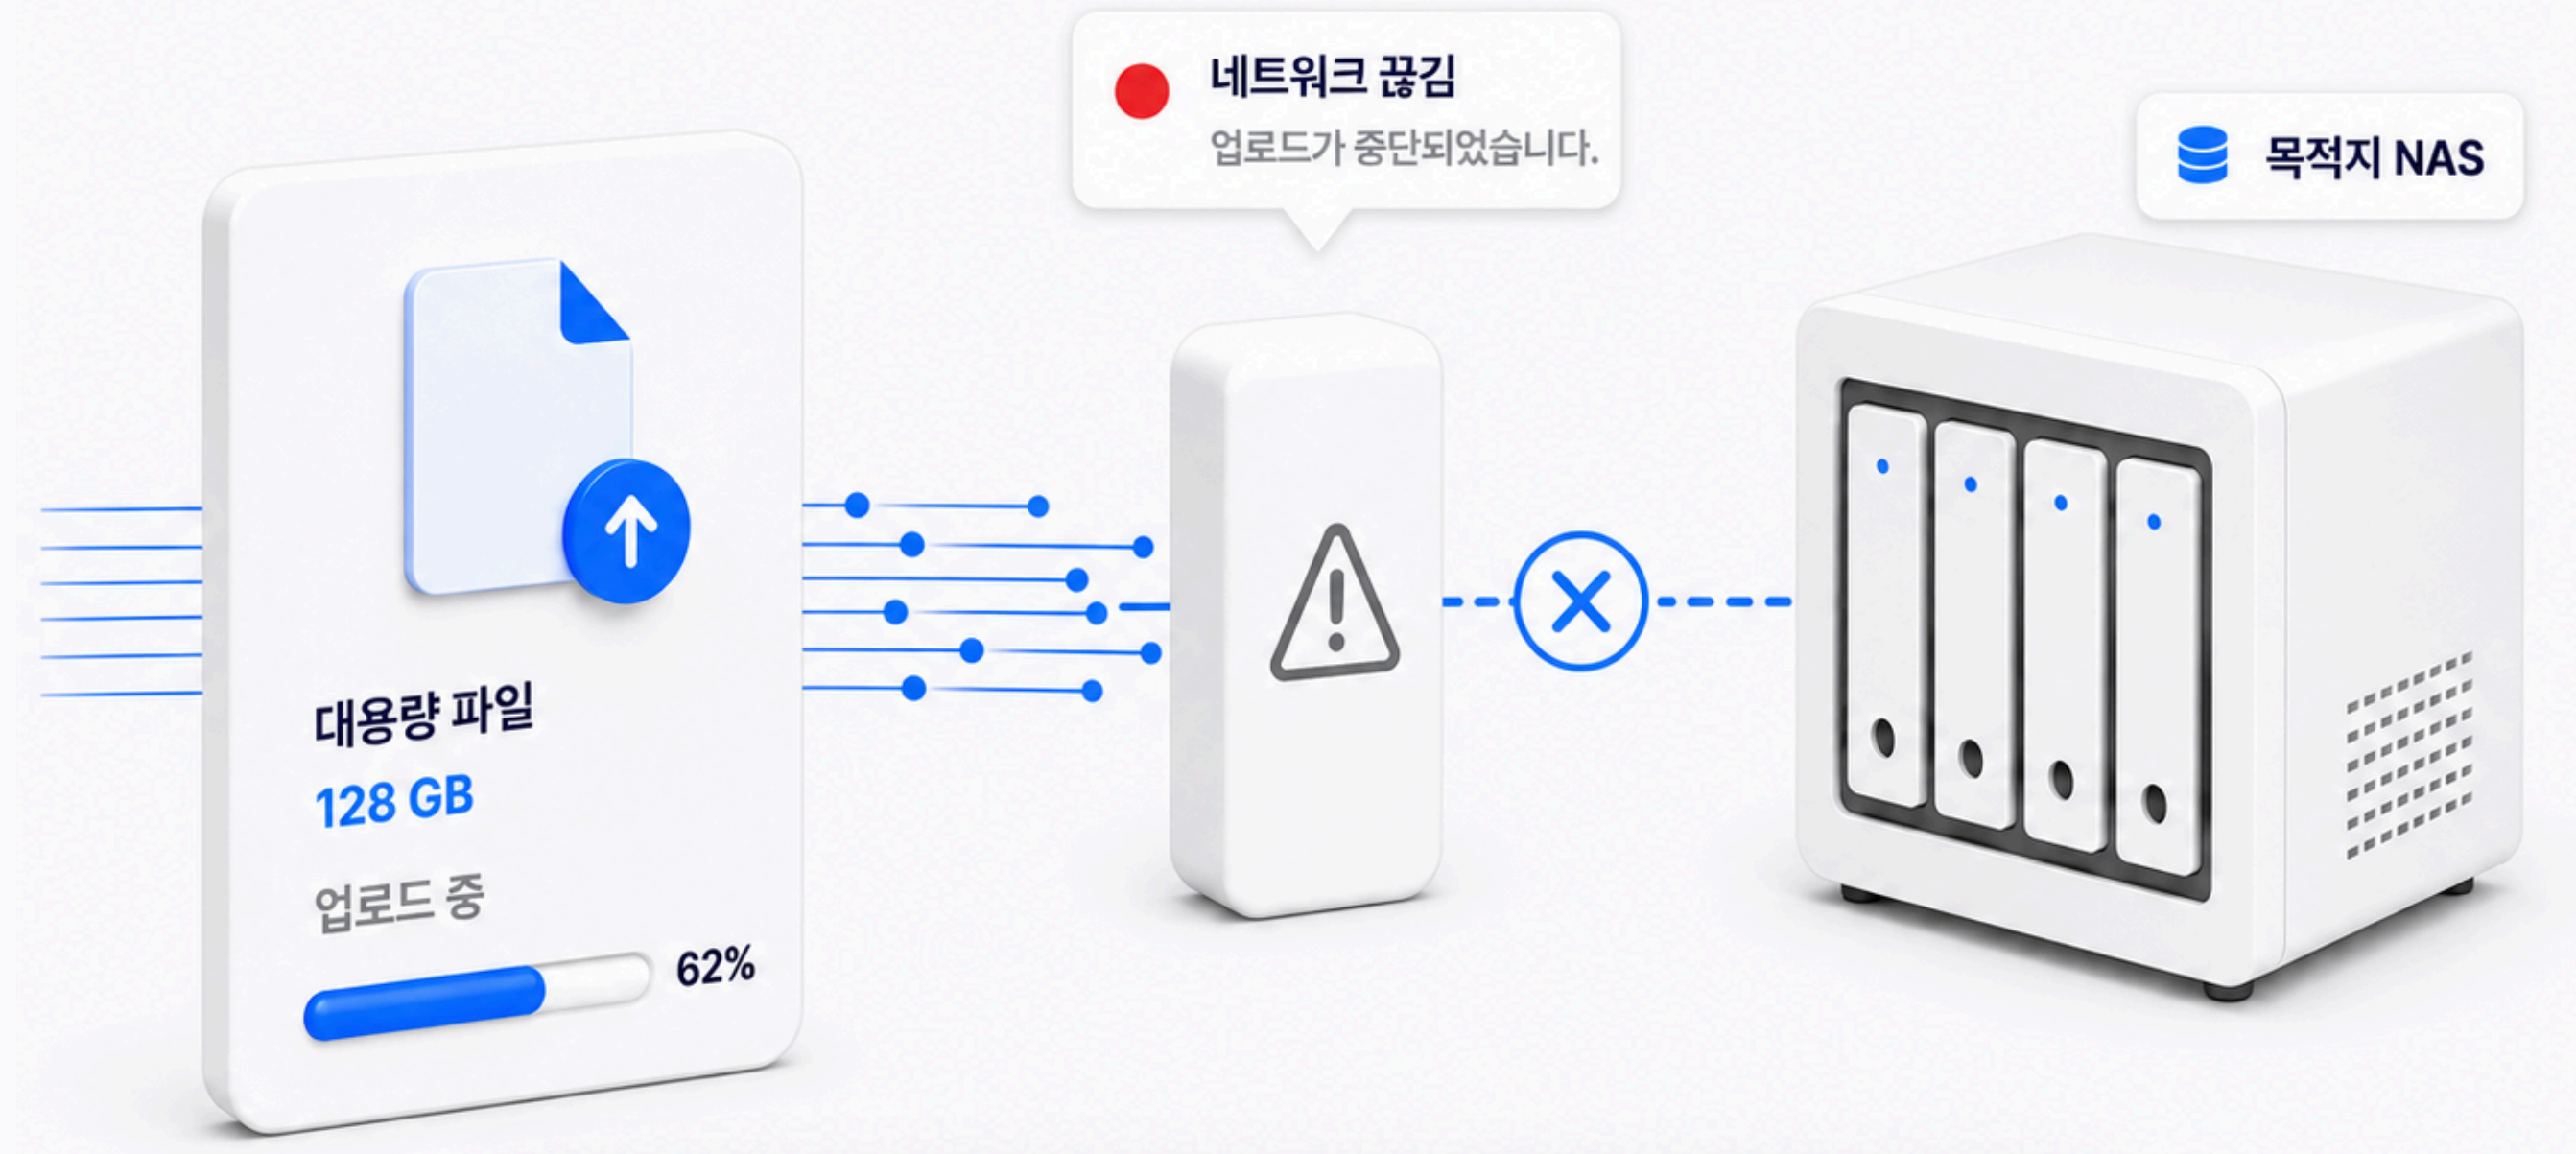 네트워크 끊김
업로드가 중단되었습니다.
목적지 NAS
대용량 파일
128 GB
업로드 중
62%